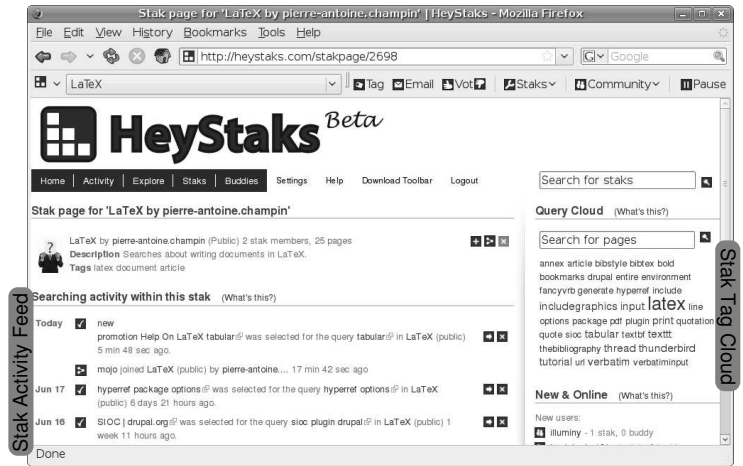 Stak page for 'LaTeX by pierre-antoine.champin' | HeyStaks - Mozilla Firefox
File Edit View History Bookmarks Tools Help
http://heystaks.com/stakpage/2698 G Google
LaTeX Tag Email Vot Staks Community Pause
HeyStaks Beta
Home Activity Explore Staks Buddies Settings Help Download Toolbar Logout
Search for staks
Stak page for 'LaTeX by pierre-antoine.champin'
LaTeX by pierre-antoine.champin (Public) 2 stak members, 25 pages
Description Searches about writing documents in LaTeX.
Tags latex document article
Searching activity within this stak (What's this?)
Today new
promotion Help On LaTeX tabular was selected for the query tabular in LaTeX (public)
5 min 48 sec ago.
mojo joined LaTeX (public) by pierre-antoine.... 17 min 42 sec ago
Jun 17 hyperref package options was selected for the query hyperref options in LaTeX
(public) 6 days 21 hours ago.
Jun 16 SIOC | drupal.org was selected for the query sioc plugin drupal in LaTeX (public) 1
week 11 hours ago.
Query Cloud (What's this?)
Search for pages
annex article bibstyle bibtex bold
bookmarks drupal entire environment
fancyvrb generate hyperref include
includegraphics input latex line
options package pdf plugin print quotation
quote sioc tabular textbf texttt
thebibliography thread thunderbird
tutorial url verbatim verbatiminput
New & Online (What's this?)
New users:
illuminy - 1 stak, 0 buddy
Done
Stak Activity Feed
Stak Tag Cloud